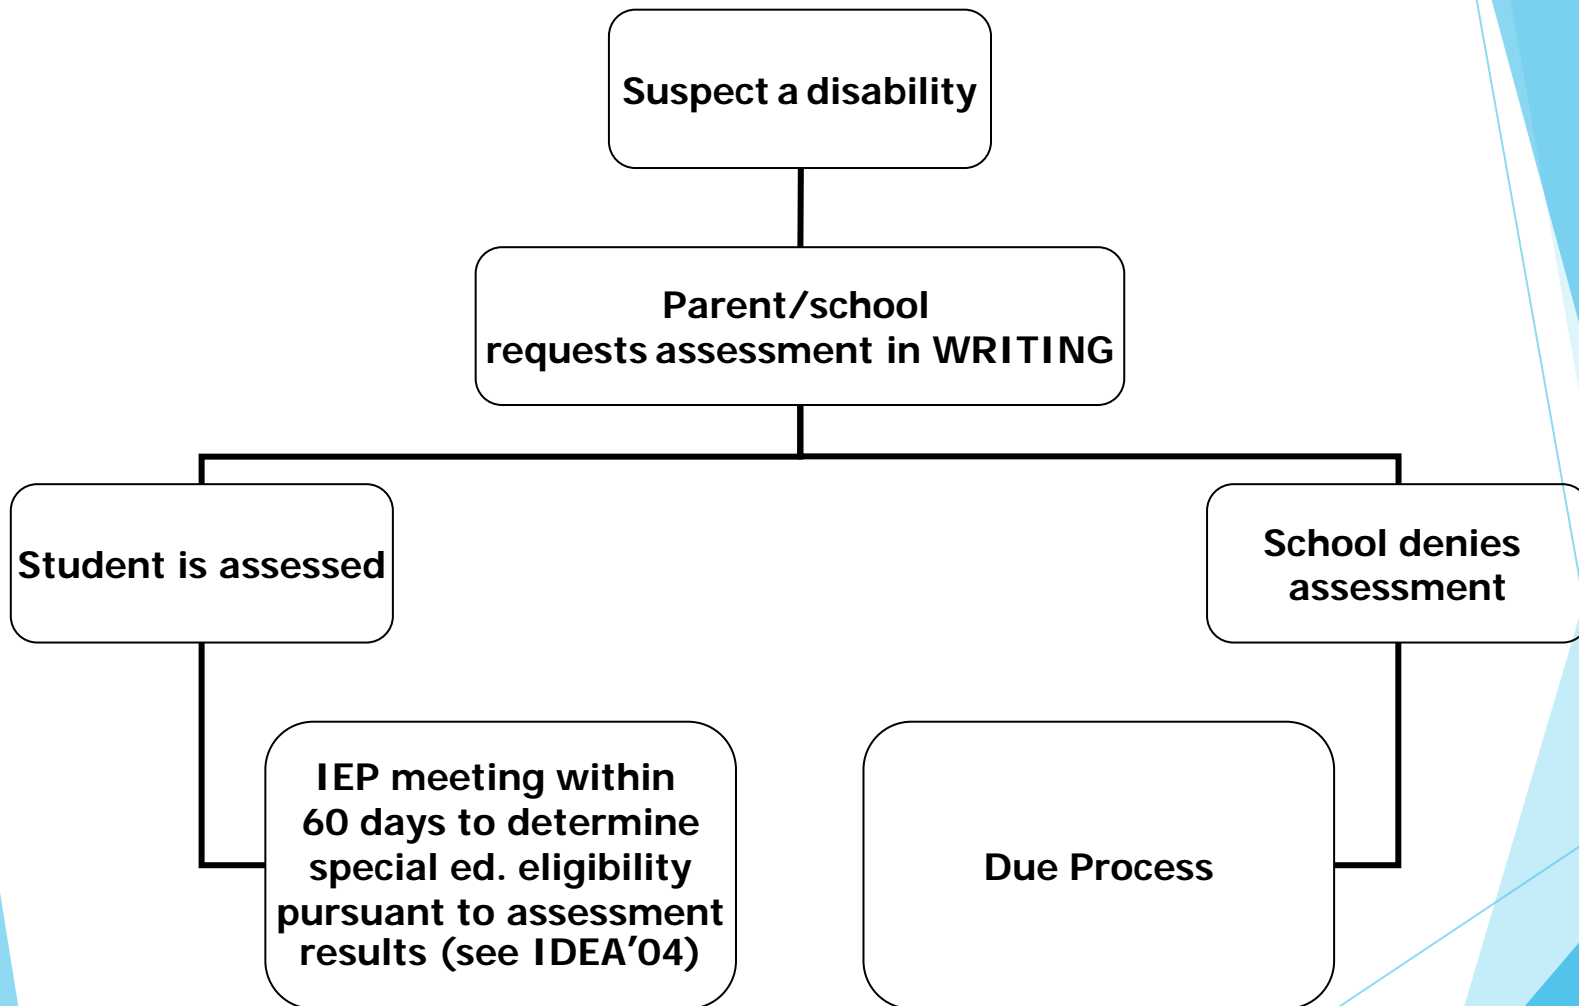 Suspect a disability
Parent/school
requests assessment in WRITING
Student is assessed
School denies
assessment
IEP meeting within
60 days to determine
special ed. eligibility
pursuant to assessment
results (see IDEA’04)
Due Process